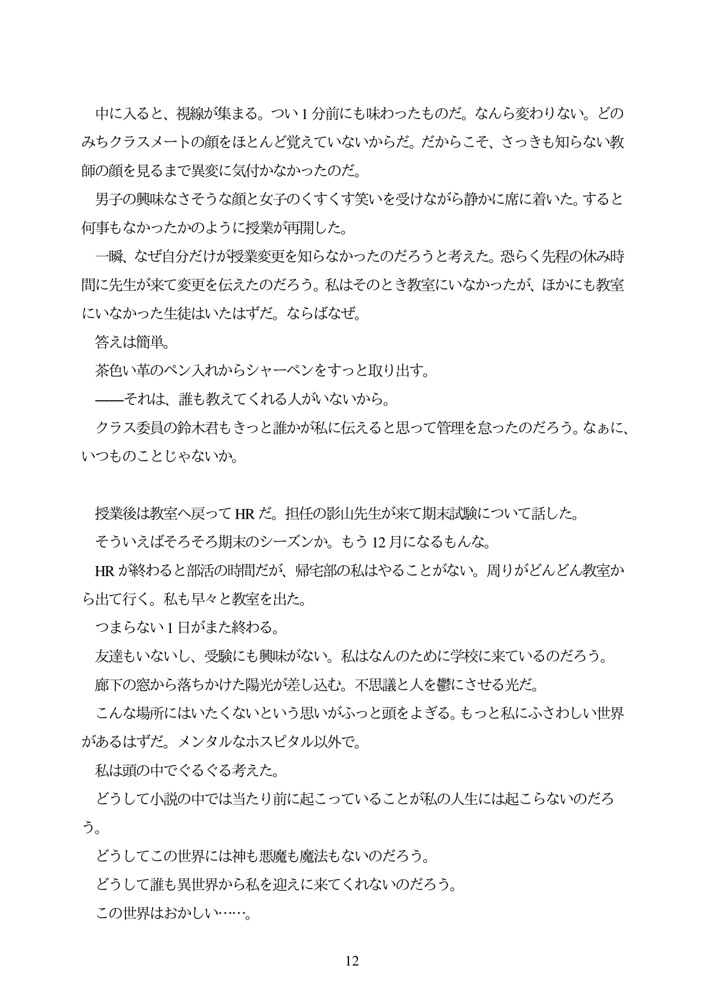 中に入ると、視線が集まる。つい 1 分前にも味わったものだ。なんら変わりない。どの
みちクラスメートの顔をほとんど覚えていないからだ。だからこそ、さっきも知らない教
師の顔を見るまで異変に気付かなかったのだ。
男子の興味なさそうな顔と女子のくすくす笑いを受けながら静かに席に着いた。すると
何事もなかったかのように授業が再開した。
一瞬、なぜ自分だけが授業変更を知らなかったのだろうと考えた。恐らく先程の休み時
間に先生が来て変更を伝えたのだろう。私はそのとき教室にいなかったが、ほかにも教室
にいなかった生徒はいたはずだ。ならばなぜ。
答えは簡単。
茶色い革のペン入れからシャーペンをすっと取り出す。
――それは、誰も教えてくれる人がいないから。
クラス委員の鈴木君もきっと誰かが私に伝えると思って管理を怠ったのだろう。なぁに、
いつものことじゃないか。
授業後は教室へ戻って HR だ。担任の影山先生が来て期末試験について話した。
そういえばそろそろ期末のシーズンか。もう 12 月になるもんな。
HR が終わると部活の時間だが、帰宅部の私はやることがない。周りがどんどん教室か
ら出て行く。私も早々と教室を出た。
つまらない 1 日がまた終わる。
友達もいないし、受験にも興味がない。私はなんのために学校に来ているのだろう。
廊下の窓から落ちかけた陽光が差し込む。不思議と人を鬱にさせる光だ。
こんな場所にはいたくないという思いがふっと頭をよぎる。もっと私にふさわしい世界
があるはずだ。メンタルなホスピタル以外で。
私は頭の中でぐるぐる考えた。
どうして小説の中では当たり前に起こっていることが私の人生には起こらないのだろ
う。
どうしてこの世界には神も悪魔も魔法もないのだろう。
どうして誰も異世界から私を迎えに来てくれないのだろう。
この世界はおかしい……。
12